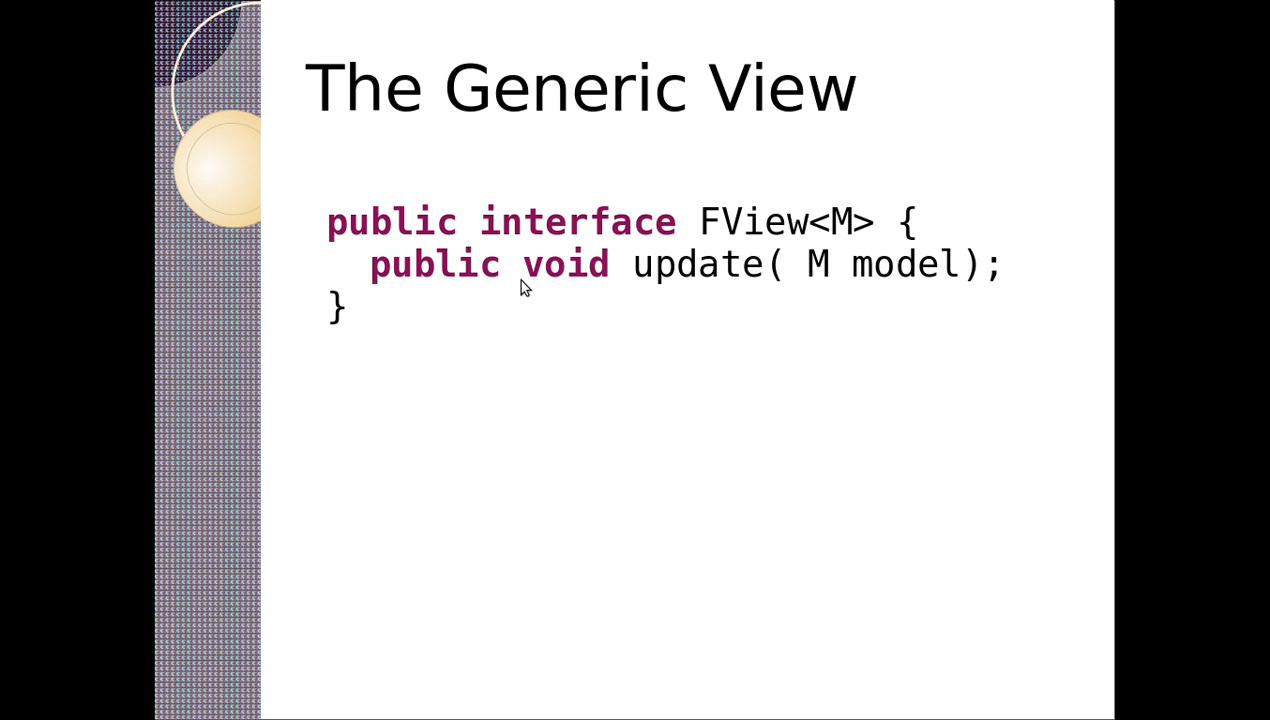 The Generic View
public interface FView<M> {
public void update( M model);
}